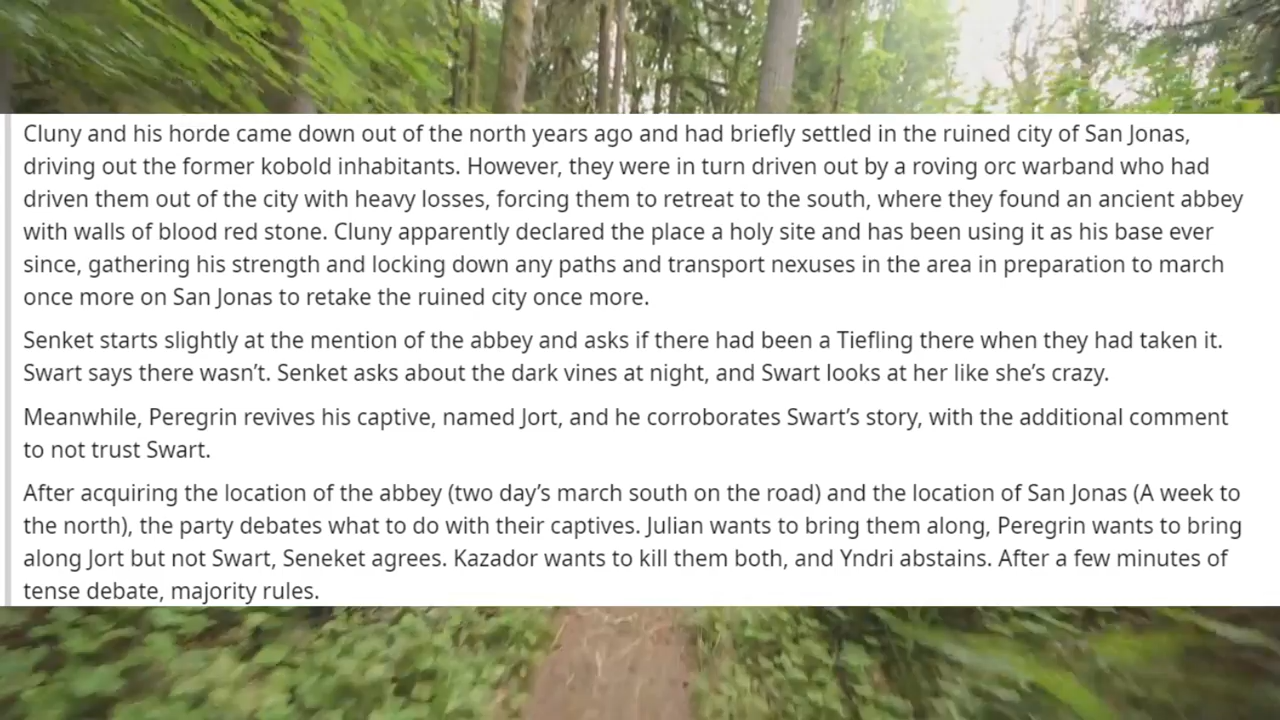 Cluny and his horde came down out of the north years ago and had briefly settled in the ruined city of San Jonas,
driving out the former kobold inhabitants. However, they were in turn driven out by a roving orc warband who had
driven them out of the city with heavy losses, forcing them to retreat to the south, where they found an ancient abbey
with walls of blood red stone. Cluny apparently declared the place a holy site and has been using it as his base ever
since, gathering his strength and locking down any paths and transport nexuses in the area in preparation to march
once more on San Jonas to retake the ruined city once more.
Senket starts slightly at the mention of the abbey and asks if there had been a Tiefling there when they had taken it.
Swart says there wasn’t. Senket asks about the dark vines at night, and Swart looks at her like she’s crazy.
Meanwhile, Peregrin revives his captive, named Jort, and he corroborates Swart’s story, with the additional comment
to not trust Swart.
After acquiring the location of the abbey (two day’s march south on the road) and the location of San Jonas (A week to
the north), the party debates what to do with their captives. Julian wants to bring them along, Peregrin wants to bring
along Jort but not Swart, Seneket agrees. Kazador wants to kill them both, and Yndri abstains. After a few minutes of
tense debate, majority rules.